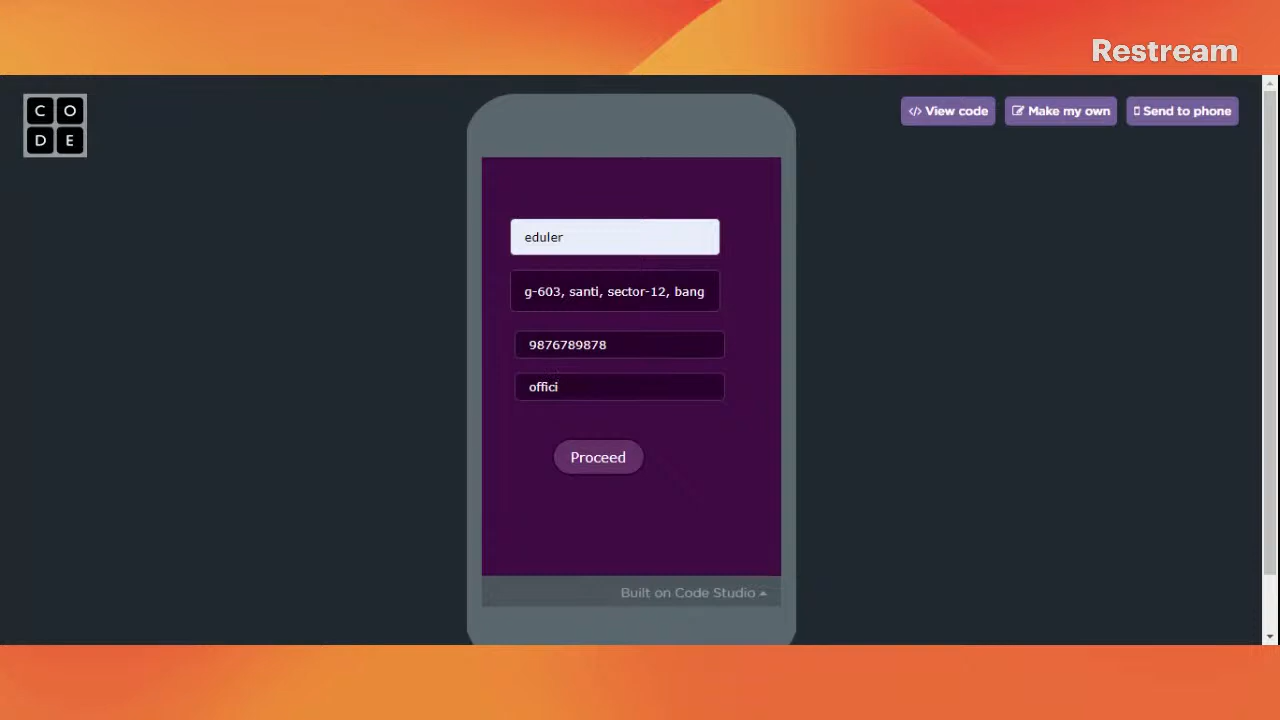 Restream
C O
D E
</> View code
Make my own
Send to phone
eduler
g-603, santi, sector-12, bang
9876789878
offici
Proceed
Built on Code Studio